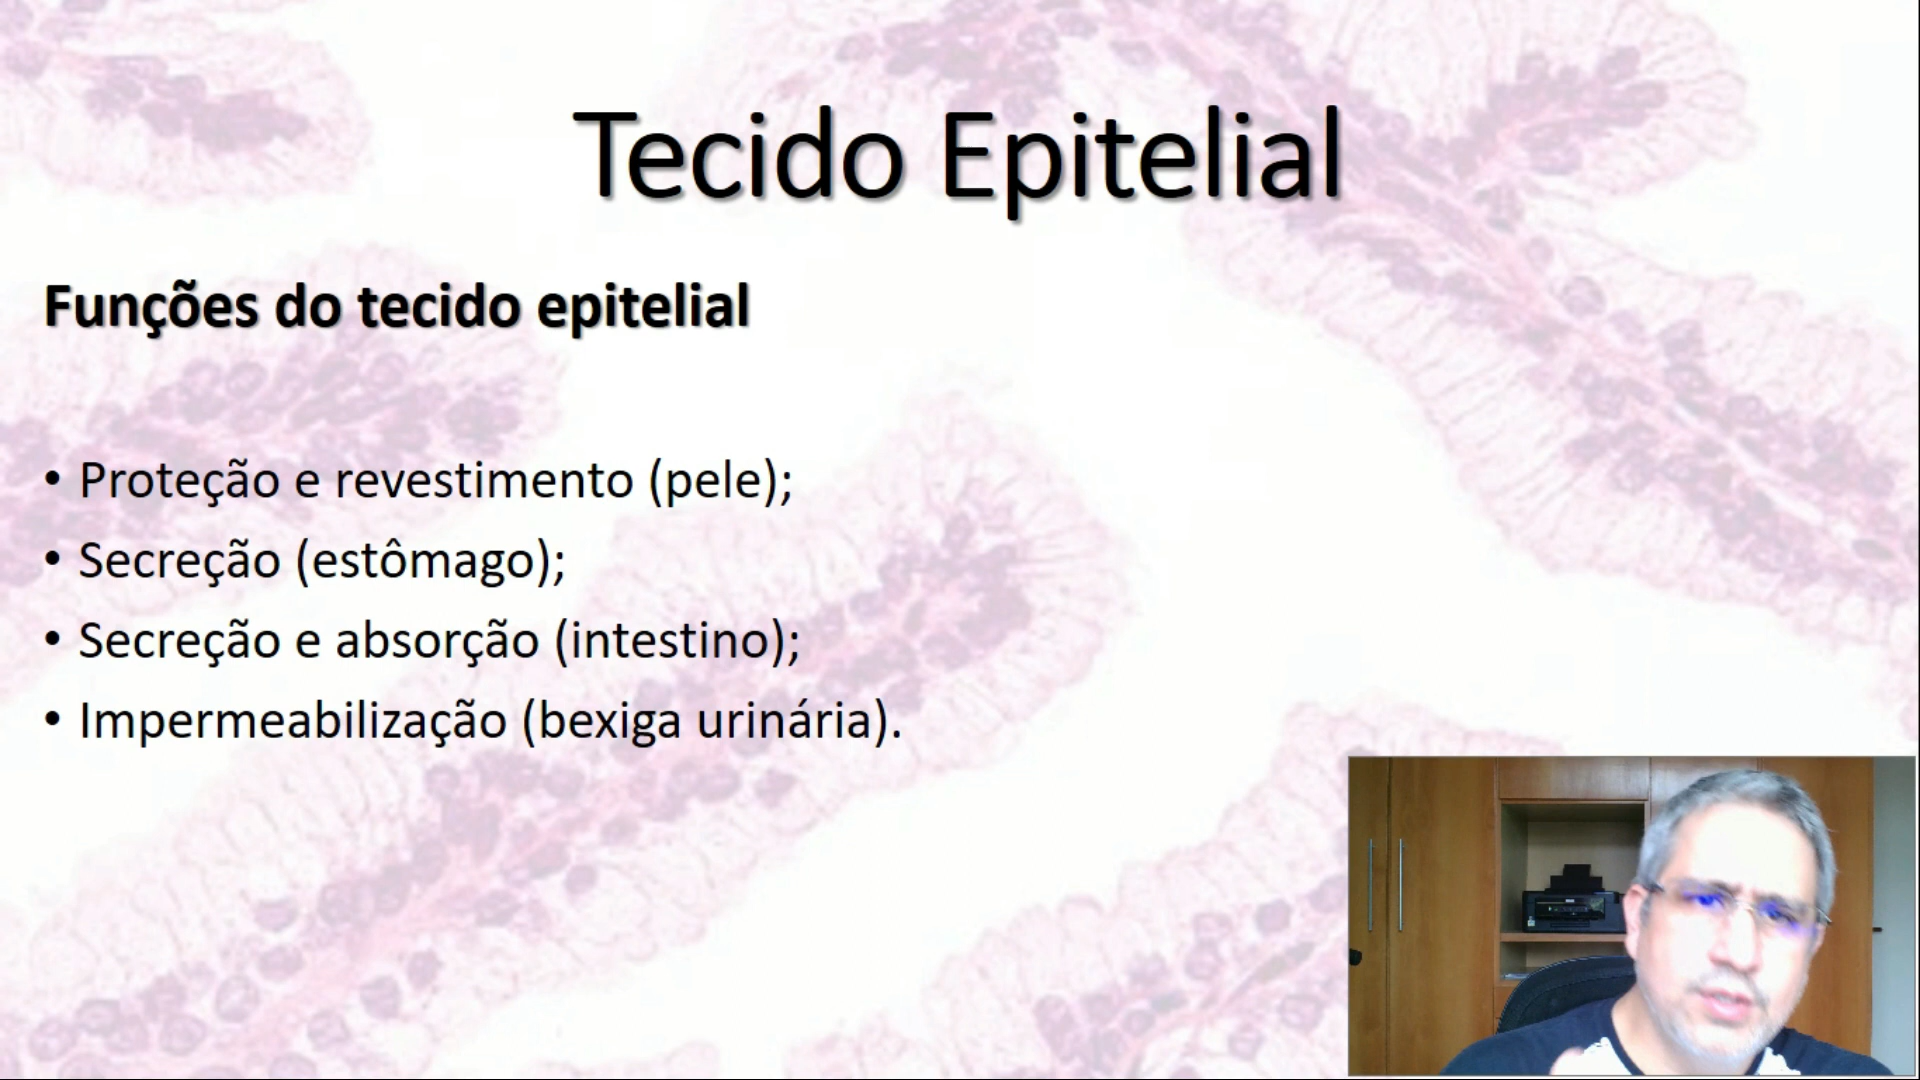 Tecido Epitelial
Funções do tecido epitelial
• Proteção e revestimento (pele);
• Secreção (estômago);
• Secreção e absorção (intestino);
• Impermeabilização (bexiga urinária).